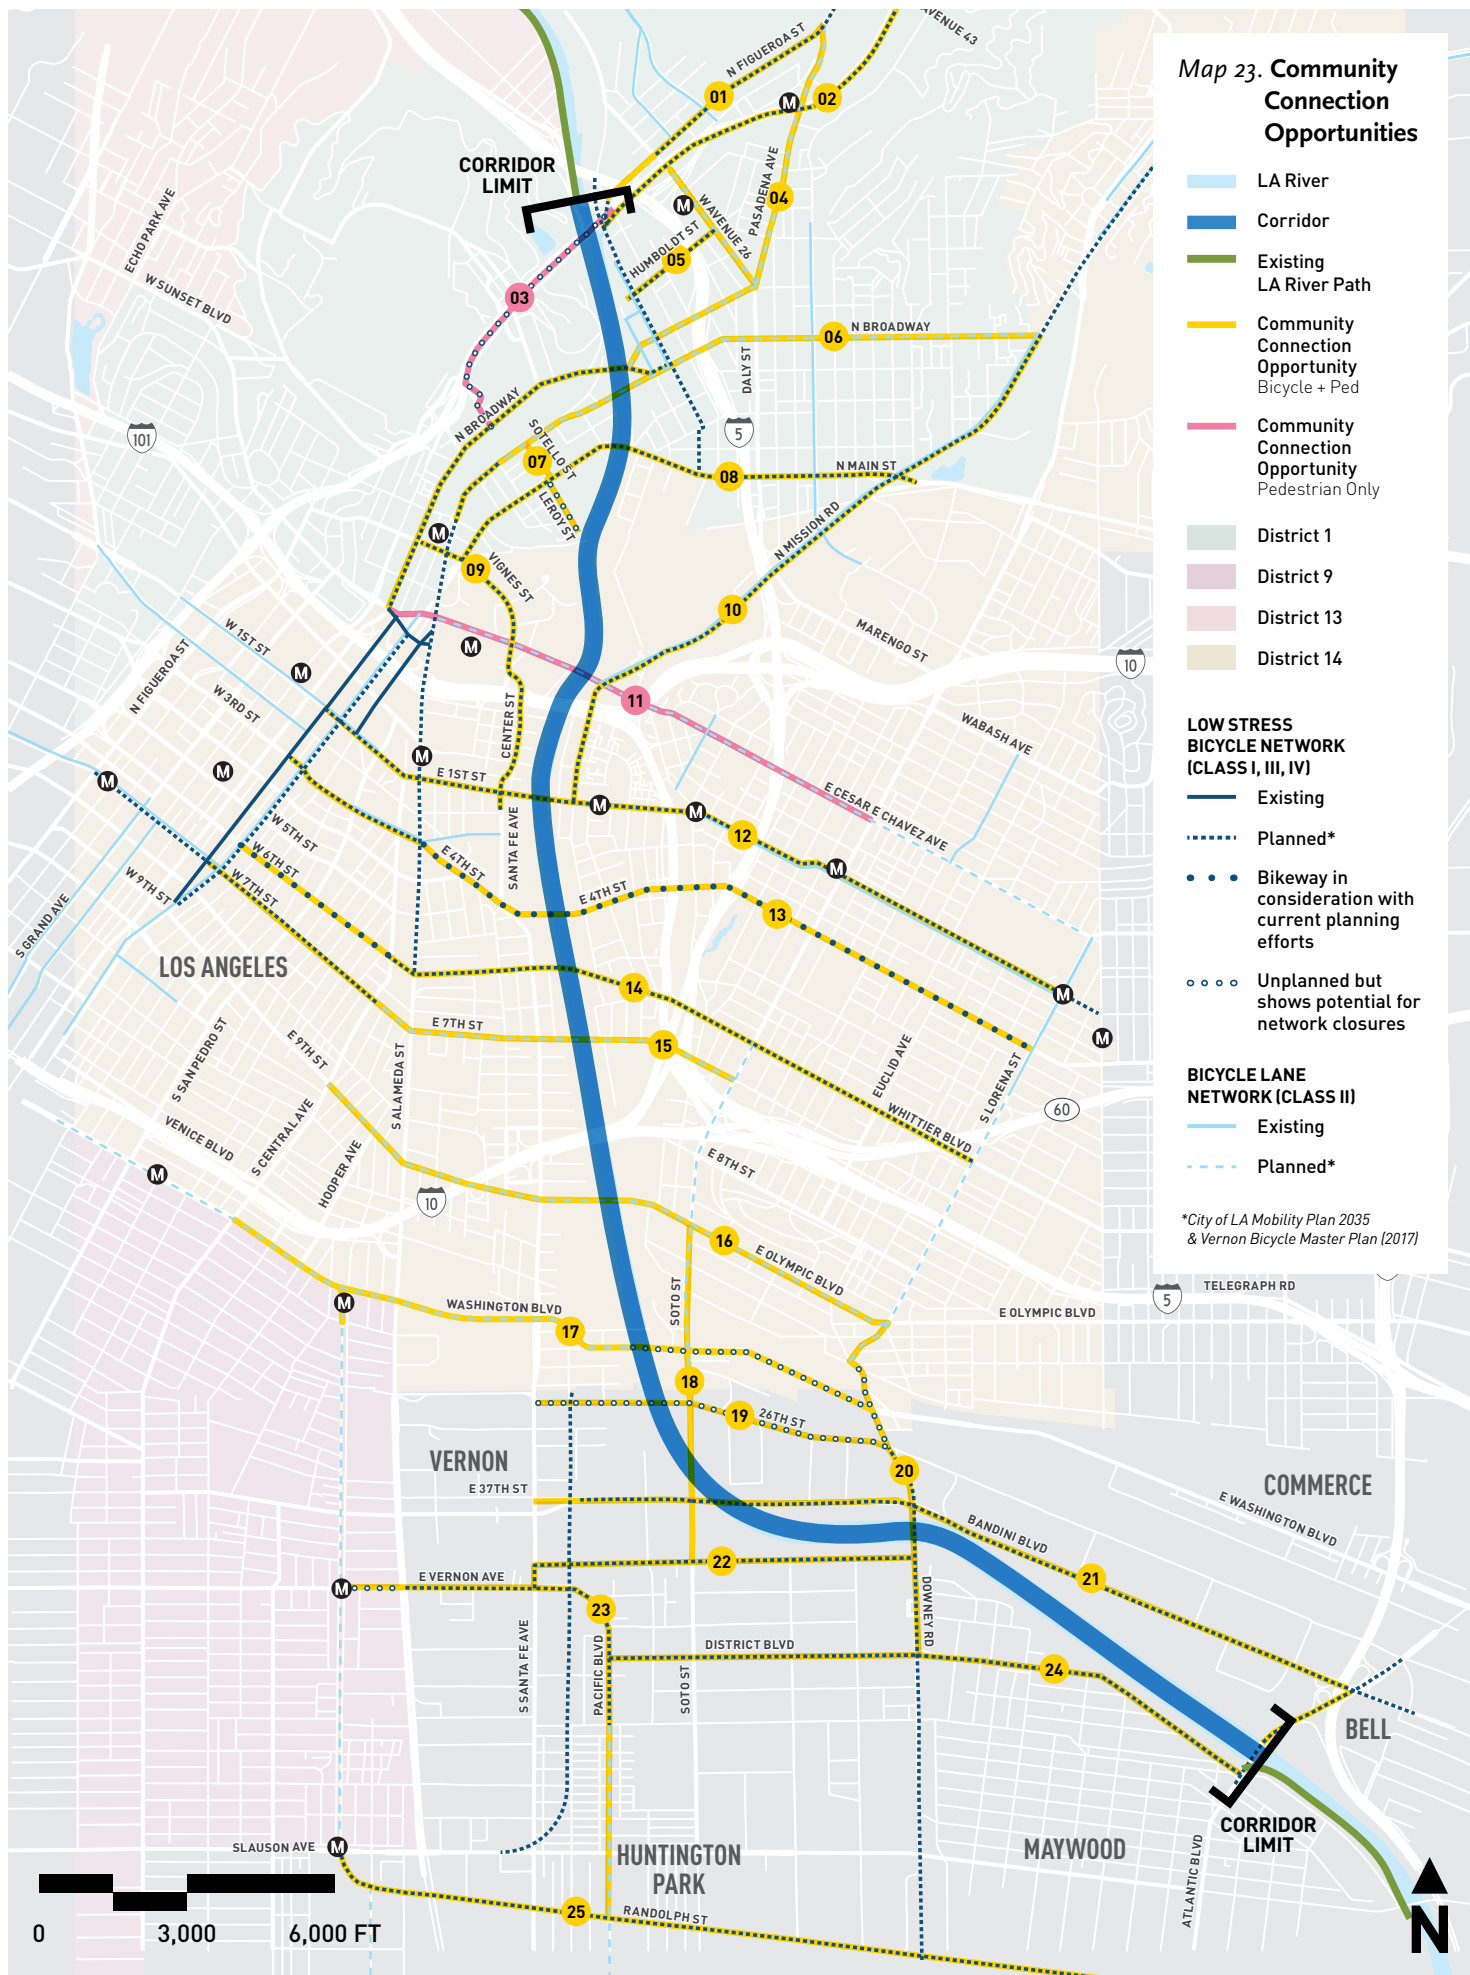 Map 23. Community
Connection
Opportunities
LA River
Corridor
Existing
LA River Path
Community
Connection
Opportunity
Bicycle + Ped
Community
Connection
Opportunity
Pedestrian Only
District 1
District 9
District 13
District 14
LOW STRESS
BICYCLE NETWORK
(CLASS I, III, IV)
Existing
Planned*
Bikeway in
consideration with
current planning
efforts
Unplanned but
shows potential for
network closures
BICYCLE LANE
NETWORK (CLASS II)
Existing
Planned*
*City of LA Mobility Plan 2035
& Vernon Bicycle Master Plan (2017)
AVENUE 43
N FIGUEROA ST
01
02
M
CORRIDOR
LIMIT
PASADENA AVE
04
M
W AVENUE 26
HUMBOLDT ST
05
ECHO PARK AVE
W SUNSET BLVD
03
N BROADWAY
06
DALY ST
5
101
N BROADWAY
SOTELLO ST
07
LEROY ST
08
N MAIN ST
N MISSION RD
M
09
VIGNES ST
10
W 1ST ST
MARENGO ST
10
N FIGUEROA ST
M
M
W 3RD ST
11
CENTER ST
WABASH AVE
M
M
M
E 1ST ST
E CESAR E CHAVEZ AVE
M
M
12
SANTA FE AVE
W 5TH ST
W 6TH ST
E 4TH ST
M
W 9TH ST
W 7TH ST
E 4TH ST
13
S GRAND AVE
LOS ANGELES
14
M
E 7TH ST
15
M
S SAN PEDRO ST
E 9TH ST
S ALAMEDA ST
EUCLID AVE
S LORENA ST
60
VENICE BLVD
S CENTRAL AVE
WHITTIER BLVD
HOOPER AVE
M
E 8TH ST
10
16
E OLYMPIC BLVD
SOTO ST
TELEGRAPH RD
5
M
WASHINGTON BLVD
E OLYMPIC BLVD
17
18
19
26TH ST
VERNON
20
COMMERCE
E 37TH ST
E WASHINGTON BLVD
BANDINI BLVD
22
E VERNON AVE
M
DOWNEY RD
21
23
S SANTA FE AVE
PACIFIC BLVD
DISTRICT BLVD
SOTO ST
24
BELL
CORRIDOR
LIMIT
SLAUSON AVE
M
HUNTINGTON
PARK
MAYWOOD
ATLANTIC BLVD
25
RANDOLPH ST
0
3,000
6,000 FT
N